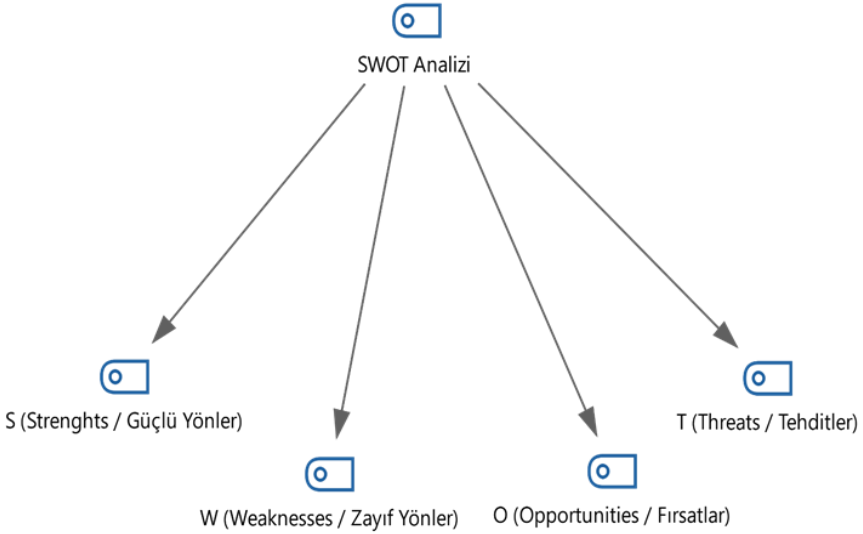 SWOT Analizi
S (Strenghts / Güçlü Yönler)
W (Weaknesses / Zayıf Yönler)
O (Opportunities / Fırsatlar)
T (Threats / Tehditler)